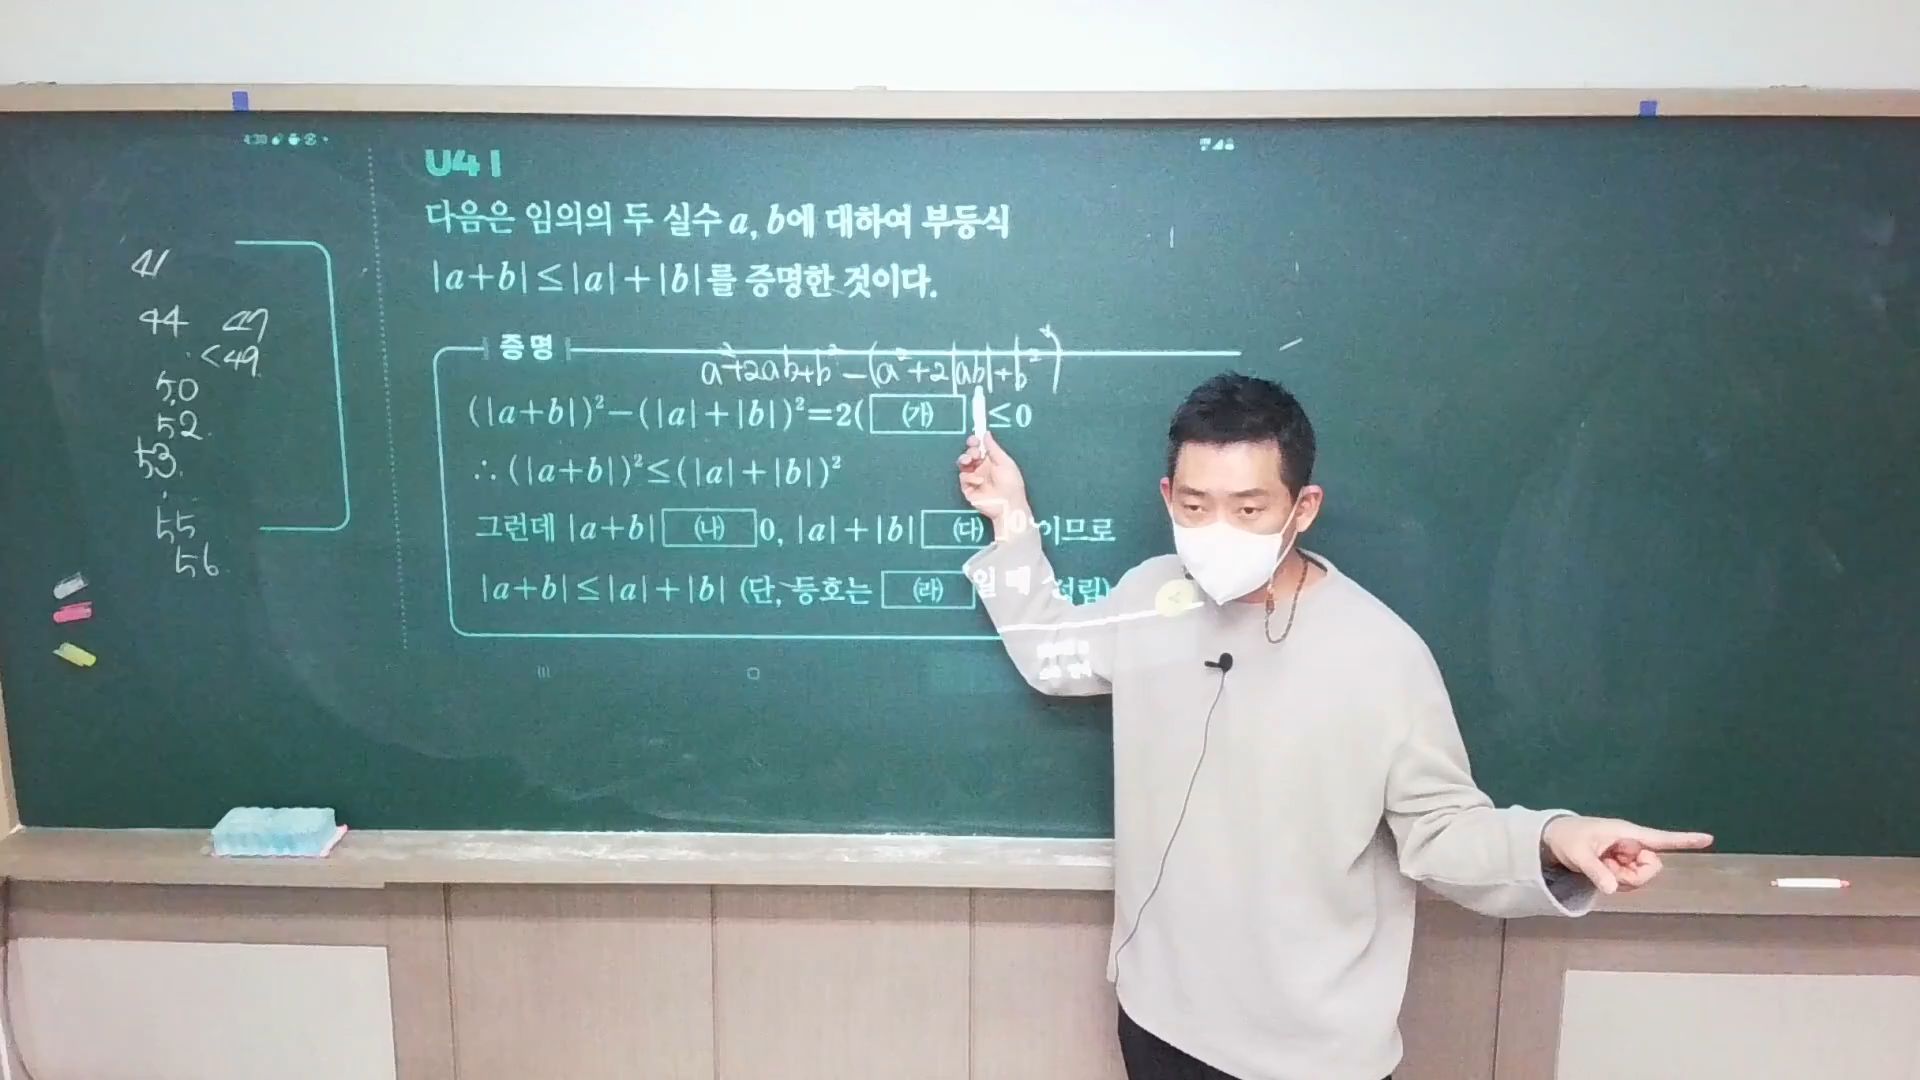 4:30
U41
다음은 임의의 두 실수 a, b에 대하여 부등식
|a+b|≤|a|+|b|를 증명한 것이다.
증명
a²+2ab+b²-(a²+2|ab|+b²)
(|a+b|)²-(|a|+|b|)²=2( (가) )≤0
∴ (|a+b|)²≤(|a|+|b|)²
그런데 |a+b| (나) 0, |a|+|b| (다) 0이므로
|a+b|≤|a|+|b| (단, 등호는 (라) 일 때 성립)
41
44 47
<49
50
52
53
55
56